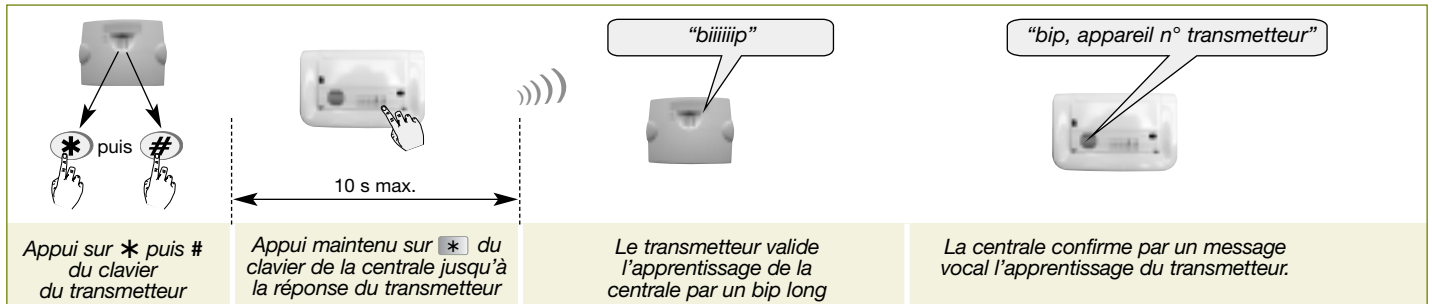 “biiiiiip”
“bip, appareil n° transmetteur”
* puis #
10 s max.
Appui sur * puis #
du clavier
du transmetteur
Appui maintenu sur * du
clavier de la centrale jusqu’à
la réponse du transmetteur
Le transmetteur valide
l’apprentissage de la
centrale par un bip long
La centrale confirme par un message
vocal l’apprentissage du transmetteur.